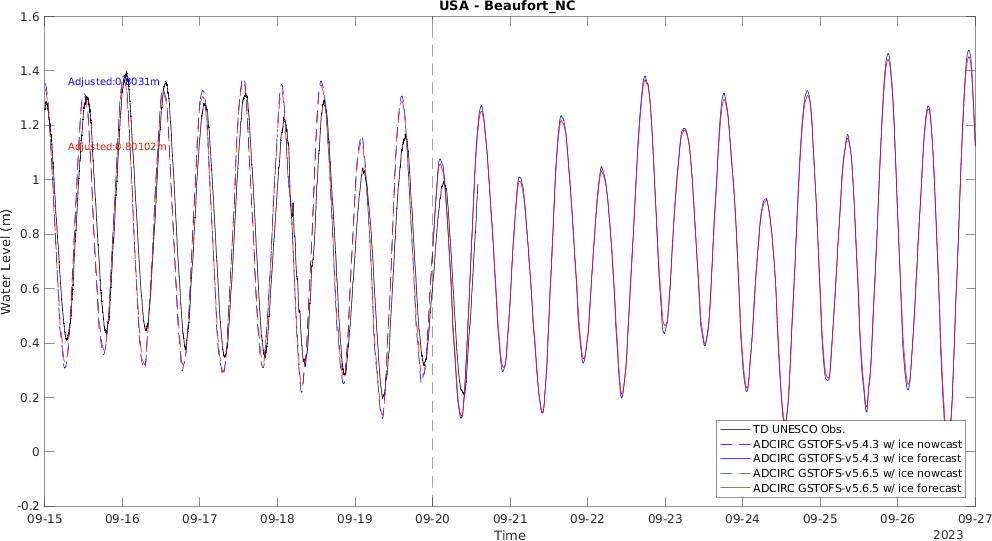 USA - Beaufort_NC
1.6
1.4
1.2
1
0.8
0.6
0.4
0.2
0
-0.2
Water Level (m)
Adjusted:0.8031m
Adjusted:0.80102m
TD UNESCO Obs.
ADCIRC GSTOFS-v5.4.3 w/ ice nowcast
ADCIRC GSTOFS-v5.4.3 w/ ice forecast
ADCIRC GSTOFS-v5.6.5 w/ ice nowcast
ADCIRC GSTOFS-v5.6.5 w/ ice forecast
09-15 09-16 09-17 09-18 09-19 09-20 09-21 09-22 09-23 09-24 09-25 09-26 09-27
Time
2023